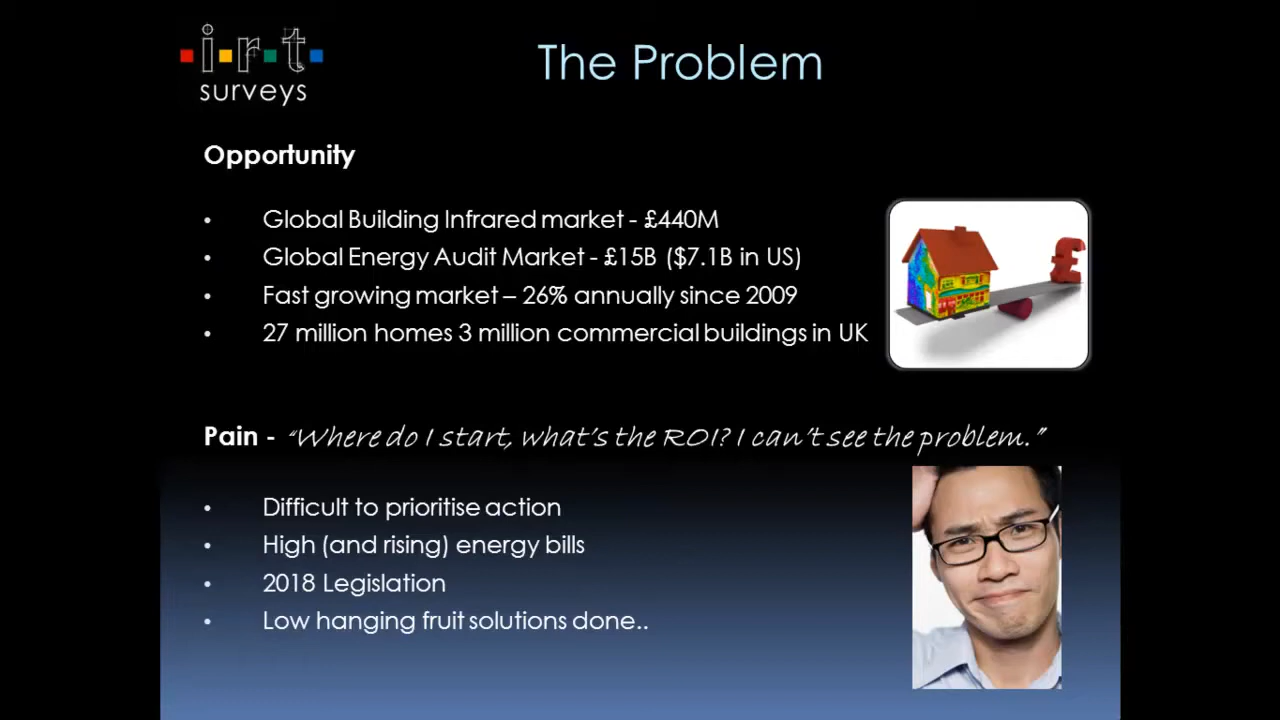 i.r.t
surveys
The Problem
Opportunity
• Global Building Infrared market - £440M
• Global Energy Audit Market - £15B ($7.1B in US)
• Fast growing market – 26% annually since 2009
• 27 million homes 3 million commercial buildings in UK
£
Pain - “Where do I start, what’s the ROI? I can’t see the problem.”
• Difficult to prioritise action
• High (and rising) energy bills
• 2018 Legislation
• Low hanging fruit solutions done..